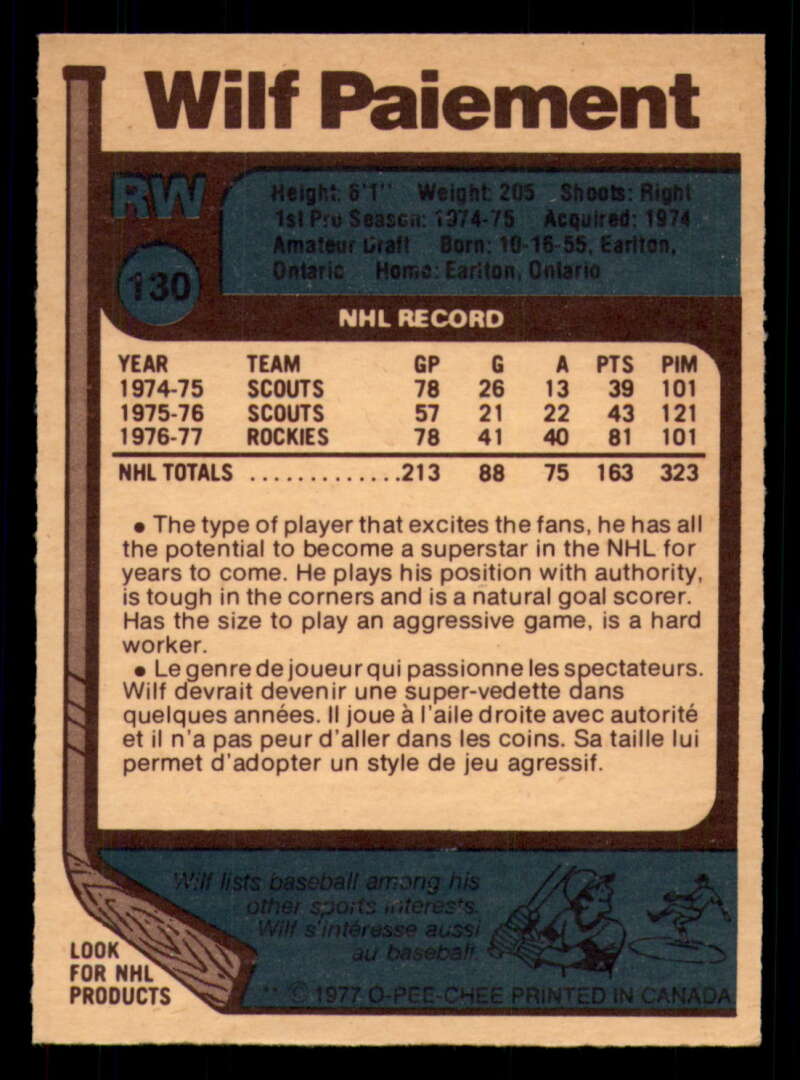 Wilf Paiement
RW
Height: 6'1" Weight: 205 Shoots: Right
1st Pro Season: 1974-75 Acquired: 1974
Amateur Draft Born: 10-16-55, Earlton,
Ontario Home: Earlton, Ontario
130
NHL RECORD
YEAR TEAM GP G A PTS PIM
1974-75 SCOUTS 78 26 13 39 101
1975-76 SCOUTS 57 21 22 43 121
1976-77 ROCKIES 78 41 40 81 101
NHL TOTALS .............213 88 75 163 323
● The type of player that excites the fans, he has all
the potential to become a superstar in the NHL for
years to come. He plays his position with authority,
is tough in the corners and is a natural goal scorer.
Has the size to play an aggressive game, is a hard
worker.
● Le genre de joueur qui passionne les spectateurs.
Wilf devrait devenir une super-vedette dans
quelques années. Il joue à l'aile droite avec autorité
et il n'a pas peur d'aller dans les coins. Sa taille lui
permet d'adopter un style de jeu agressif.
Wilf lists baseball among his
other sports interests.
Wilf s'intéresse aussi
au baseball.
LOOK
FOR NHL
PRODUCTS
** © 1977 O-PEE-CHEE PRINTED IN CANADA